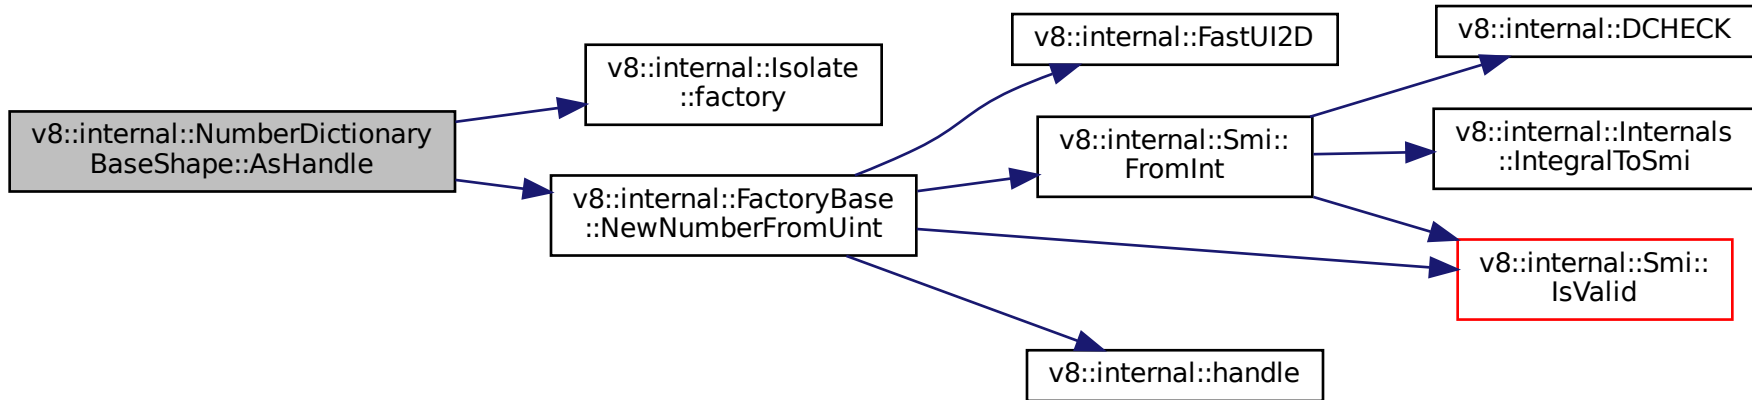 v8::internal::NumberDictionary
BaseShape::AsHandle
v8::internal::Isolate
::factory
v8::internal::FactoryBase
::NewNumberFromUint
v8::internal::FastUI2D
v8::internal::Smi::
FromInt
v8::internal::handle
v8::internal::DCHECK
v8::internal::Internals
::IntegralToSmi
v8::internal::Smi::
IsValid